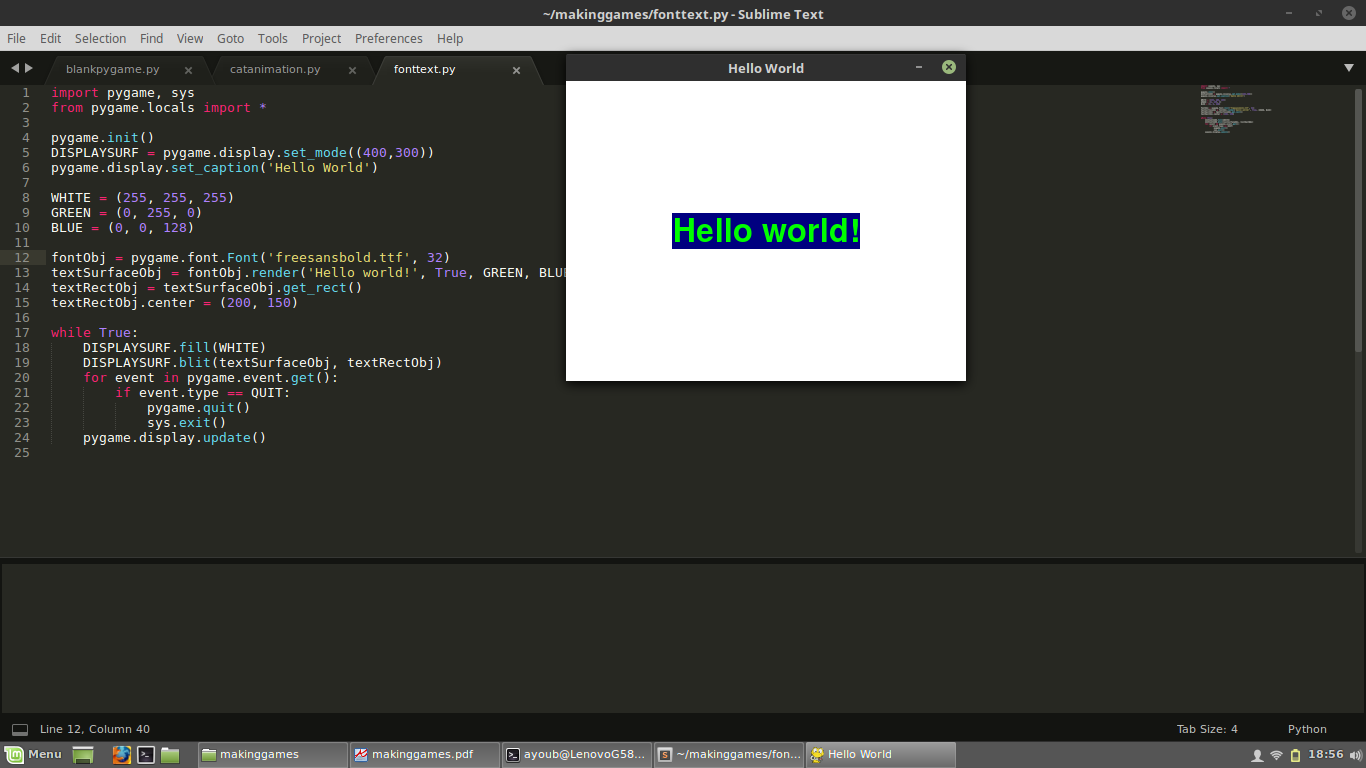 ~/makinggames/fonttext.py - Sublime Text
File Edit Selection Find View Goto Tools Project Preferences Help
blankpygame.py catanimation.py fonttext.py
1 import pygame, sys
2 from pygame.locals import *
3
4 pygame.init()
5 DISPLAYSURF = pygame.display.set_mode((400,300))
6 pygame.display.set_caption('Hello World')
7
8 WHITE = (255, 255, 255)
9 GREEN = (0, 255, 0)
10 BLUE = (0, 0, 128)
11
12 fontObj = pygame.font.Font('freesansbold.ttf', 32)
13 textSurfaceObj = fontObj.render('Hello world!', True, GREEN, BLU
14 textRectObj = textSurfaceObj.get_rect()
15 textRectObj.center = (200, 150)
16
17 while True:
18 DISPLAYSURF.fill(WHITE)
19 DISPLAYSURF.blit(textSurfaceObj, textRectObj)
20 for event in pygame.event.get():
21 if event.type == QUIT:
22 pygame.quit()
23 sys.exit()
24 pygame.display.update()
25
Hello World
Hello world!
Line 12, Column 40 Tab Size: 4 Python
Menu makinggames makinggames.pdf ayoub@LenovoG58... ~/makinggames/fon... Hello World 18:56